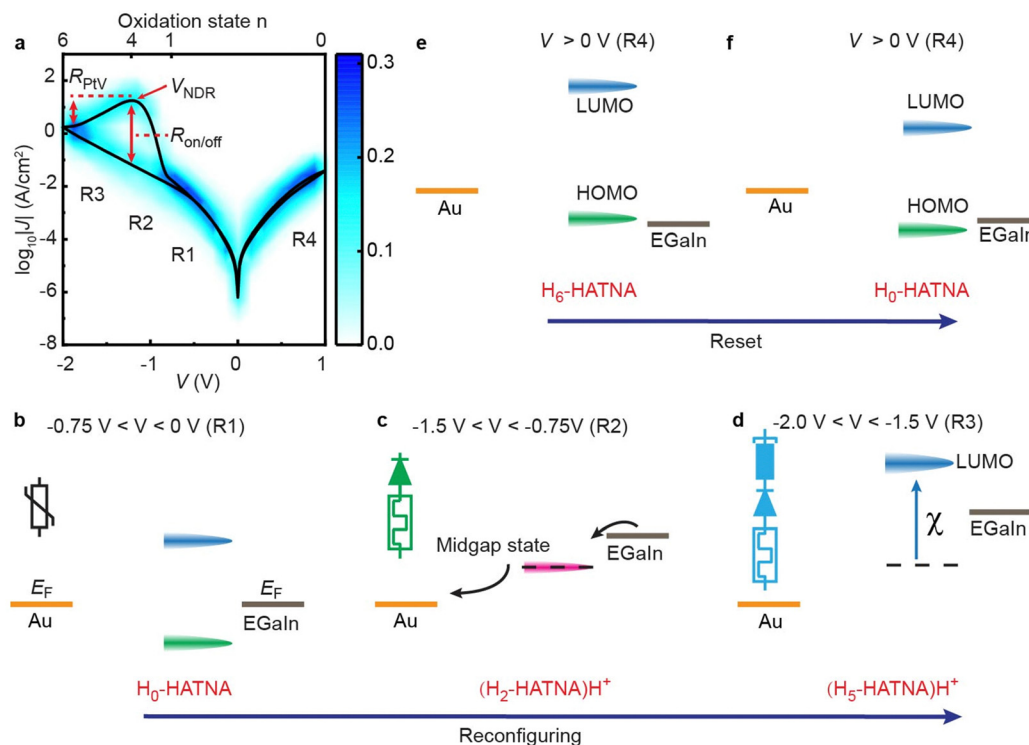 a
Oxidation state n
6 4 1 0
R_PtV
V_NDR
R_on/off
R3
R2
R1
R4
log₁₀|J| (A/cm²)
2
0
-2
-4
-6
-8
-2 -1 0 1
V (V)
0.3
0.2
0.1
0.0
e
V > 0 V (R4)
LUMO
HOMO
Au
EGaIn
H₆-HATNA
f
V > 0 V (R4)
LUMO
HOMO
Au
EGaIn
H₀-HATNA
Reset
b
-0.75 V < V < 0 V (R1)
E_F
Au
E_F
EGaIn
H₀-HATNA
c
-1.5 V < V < -0.75V (R2)
Midgap state
EGaIn
Au
(H₂-HATNA)H⁺
d
-2.0 V < V < -1.5 V (R3)
LUMO
χ
EGaIn
Au
(H₅-HATNA)H⁺
Reconfiguring